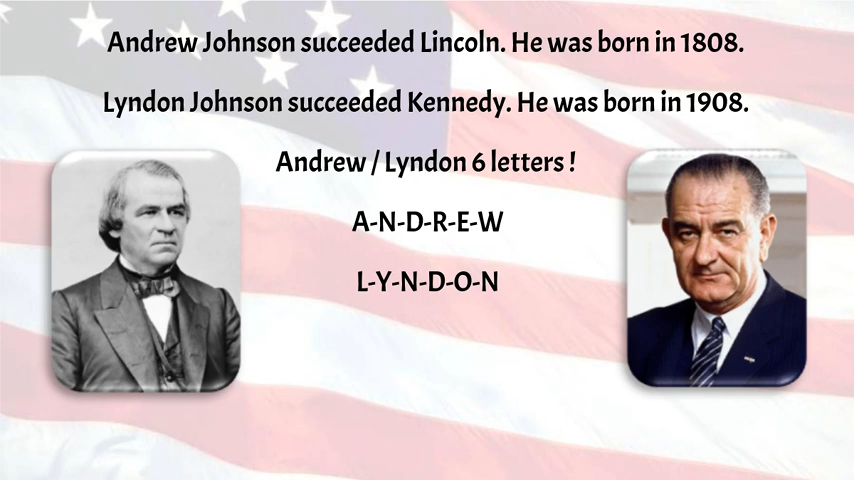 Andrew Johnson succeeded Lincoln. He was born in 1808.
Lyndon Johnson succeeded Kennedy. He was born in 1908.
Andrew / Lyndon 6 letters !
A-N-D-R-E-W
L-Y-N-D-O-N